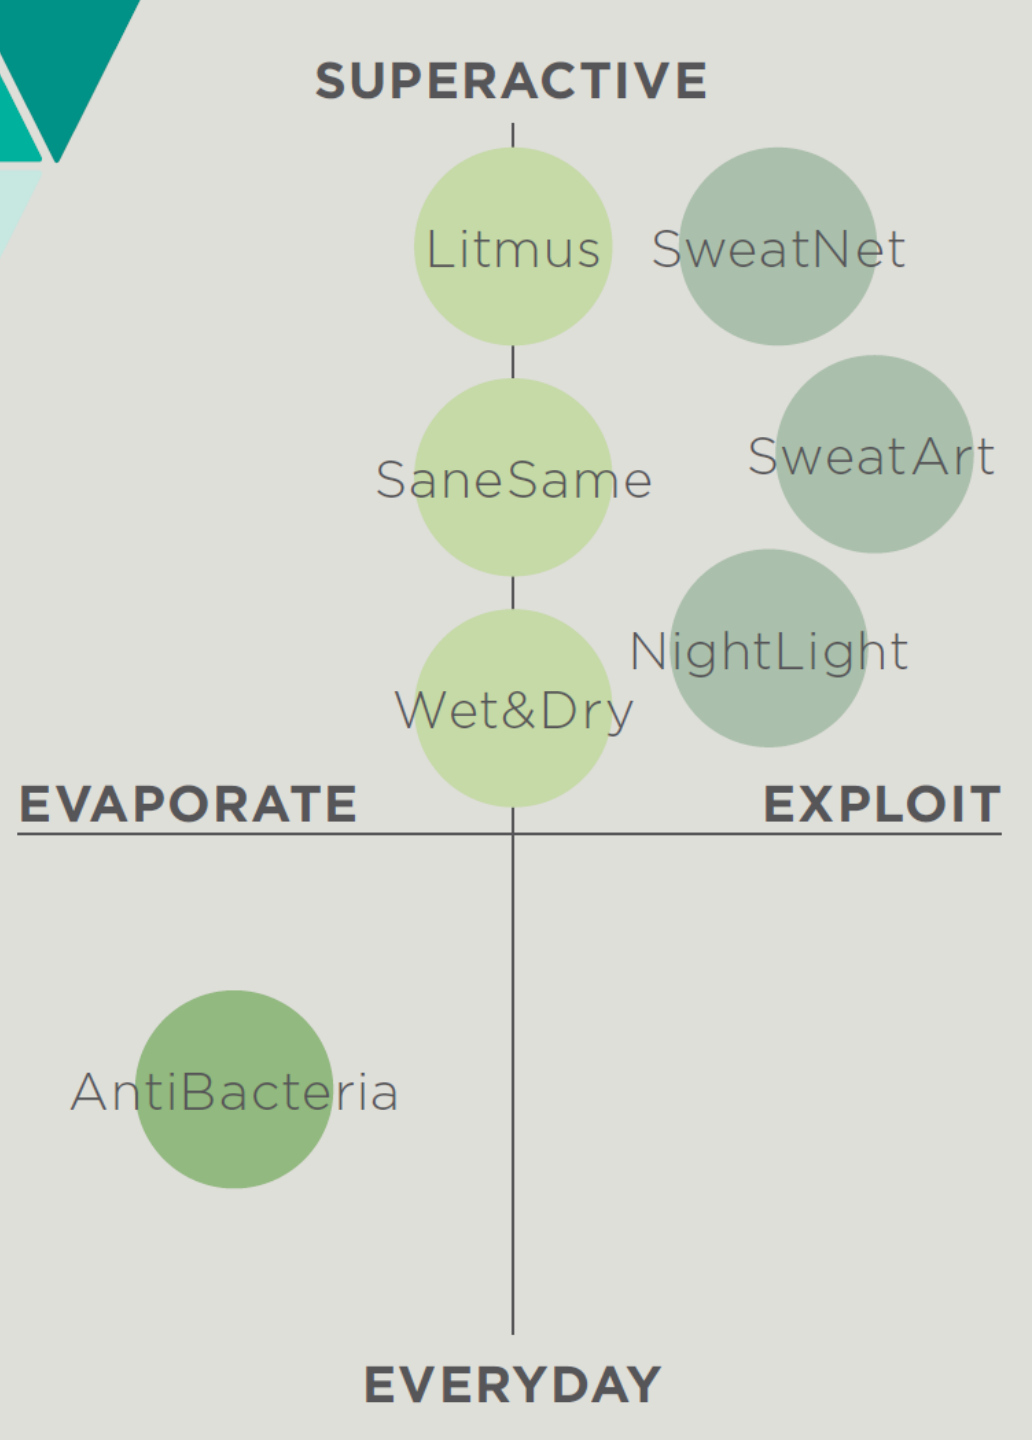 SUPERACTIVE
Litmus
SweatNet
SweatArt
SaneSame
NightLight
Wet&Dry
EVAPORATE
EXPLOIT
AntiBacteria
EVERYDAY